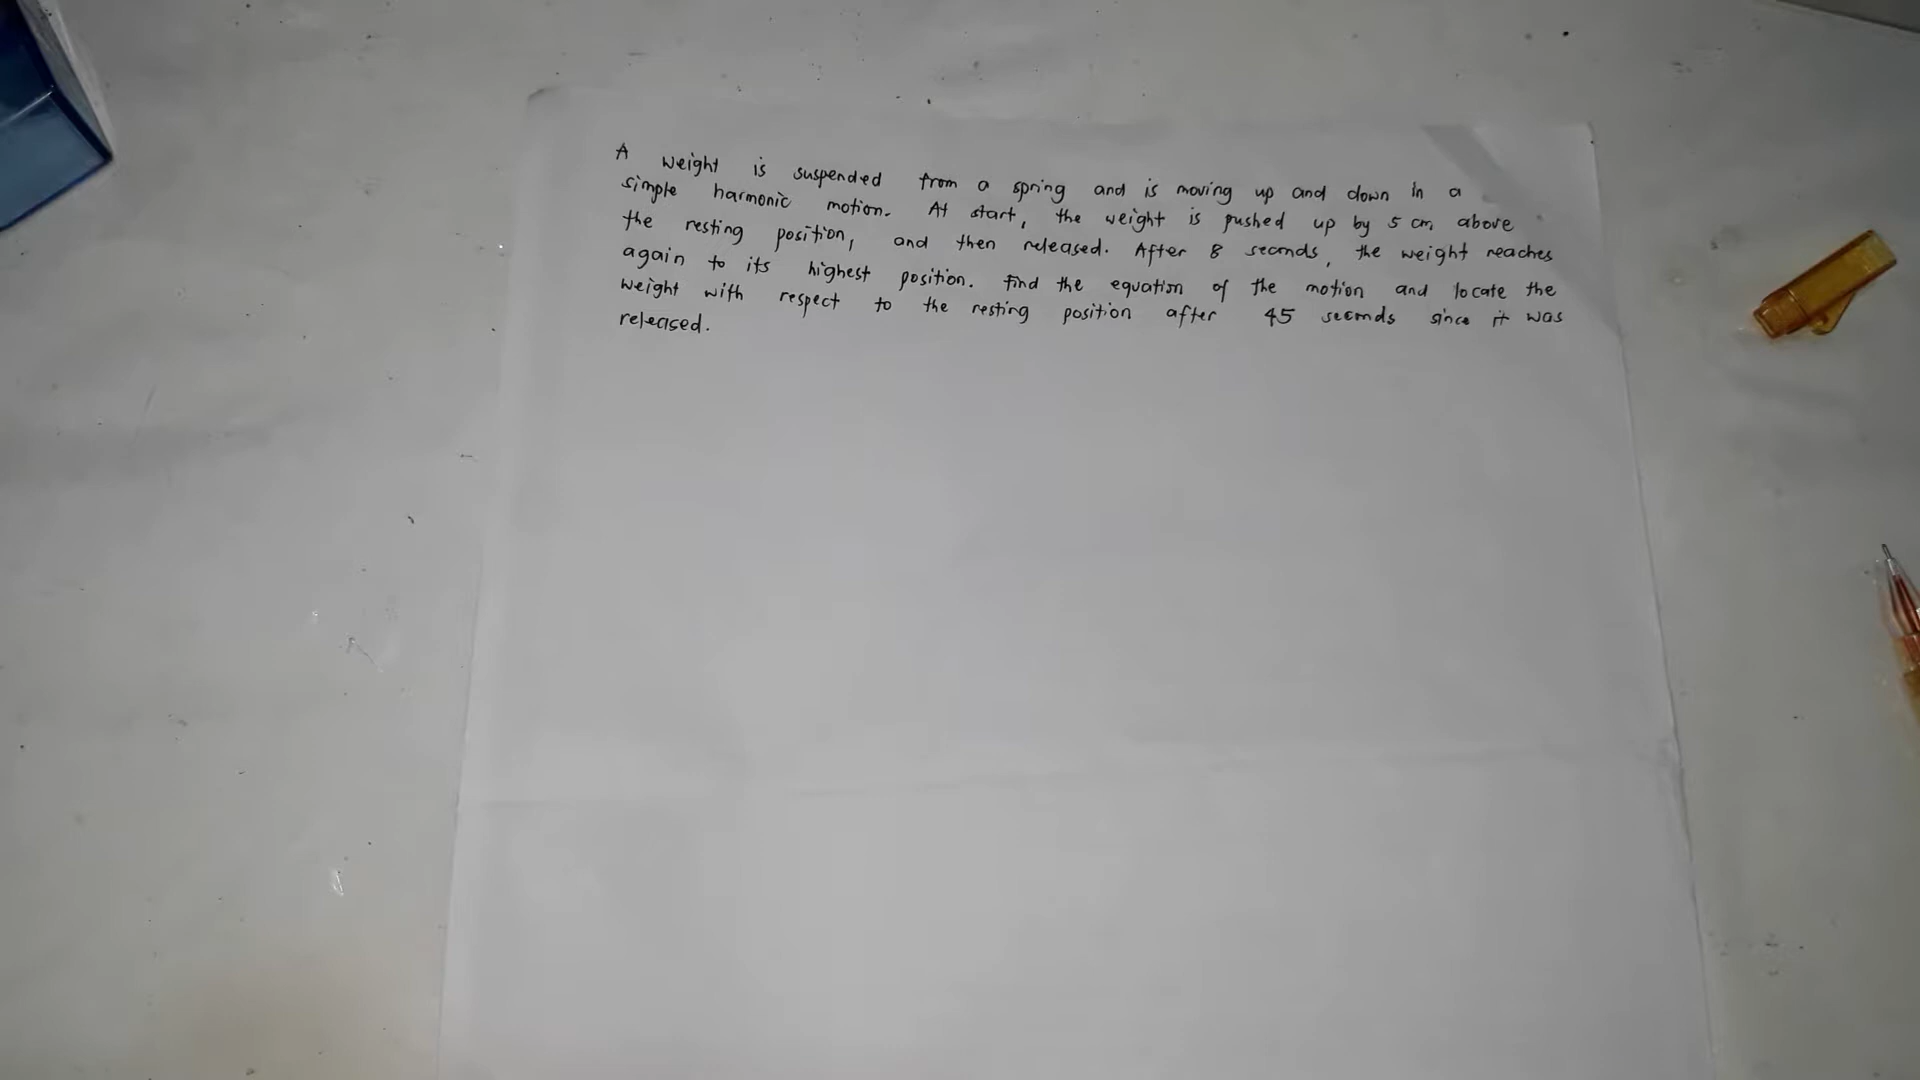 A weight is suspended from a spring and is moving up and down in a
simple harmonic motion. At start, the weight is pushed up by 5 cm above
the resting position, and then released. After 8 seconds, the weight reaches
again to its highest position. Find the equation of the motion and locate the
weight with respect to the resting position after 45 seconds since it was
released.